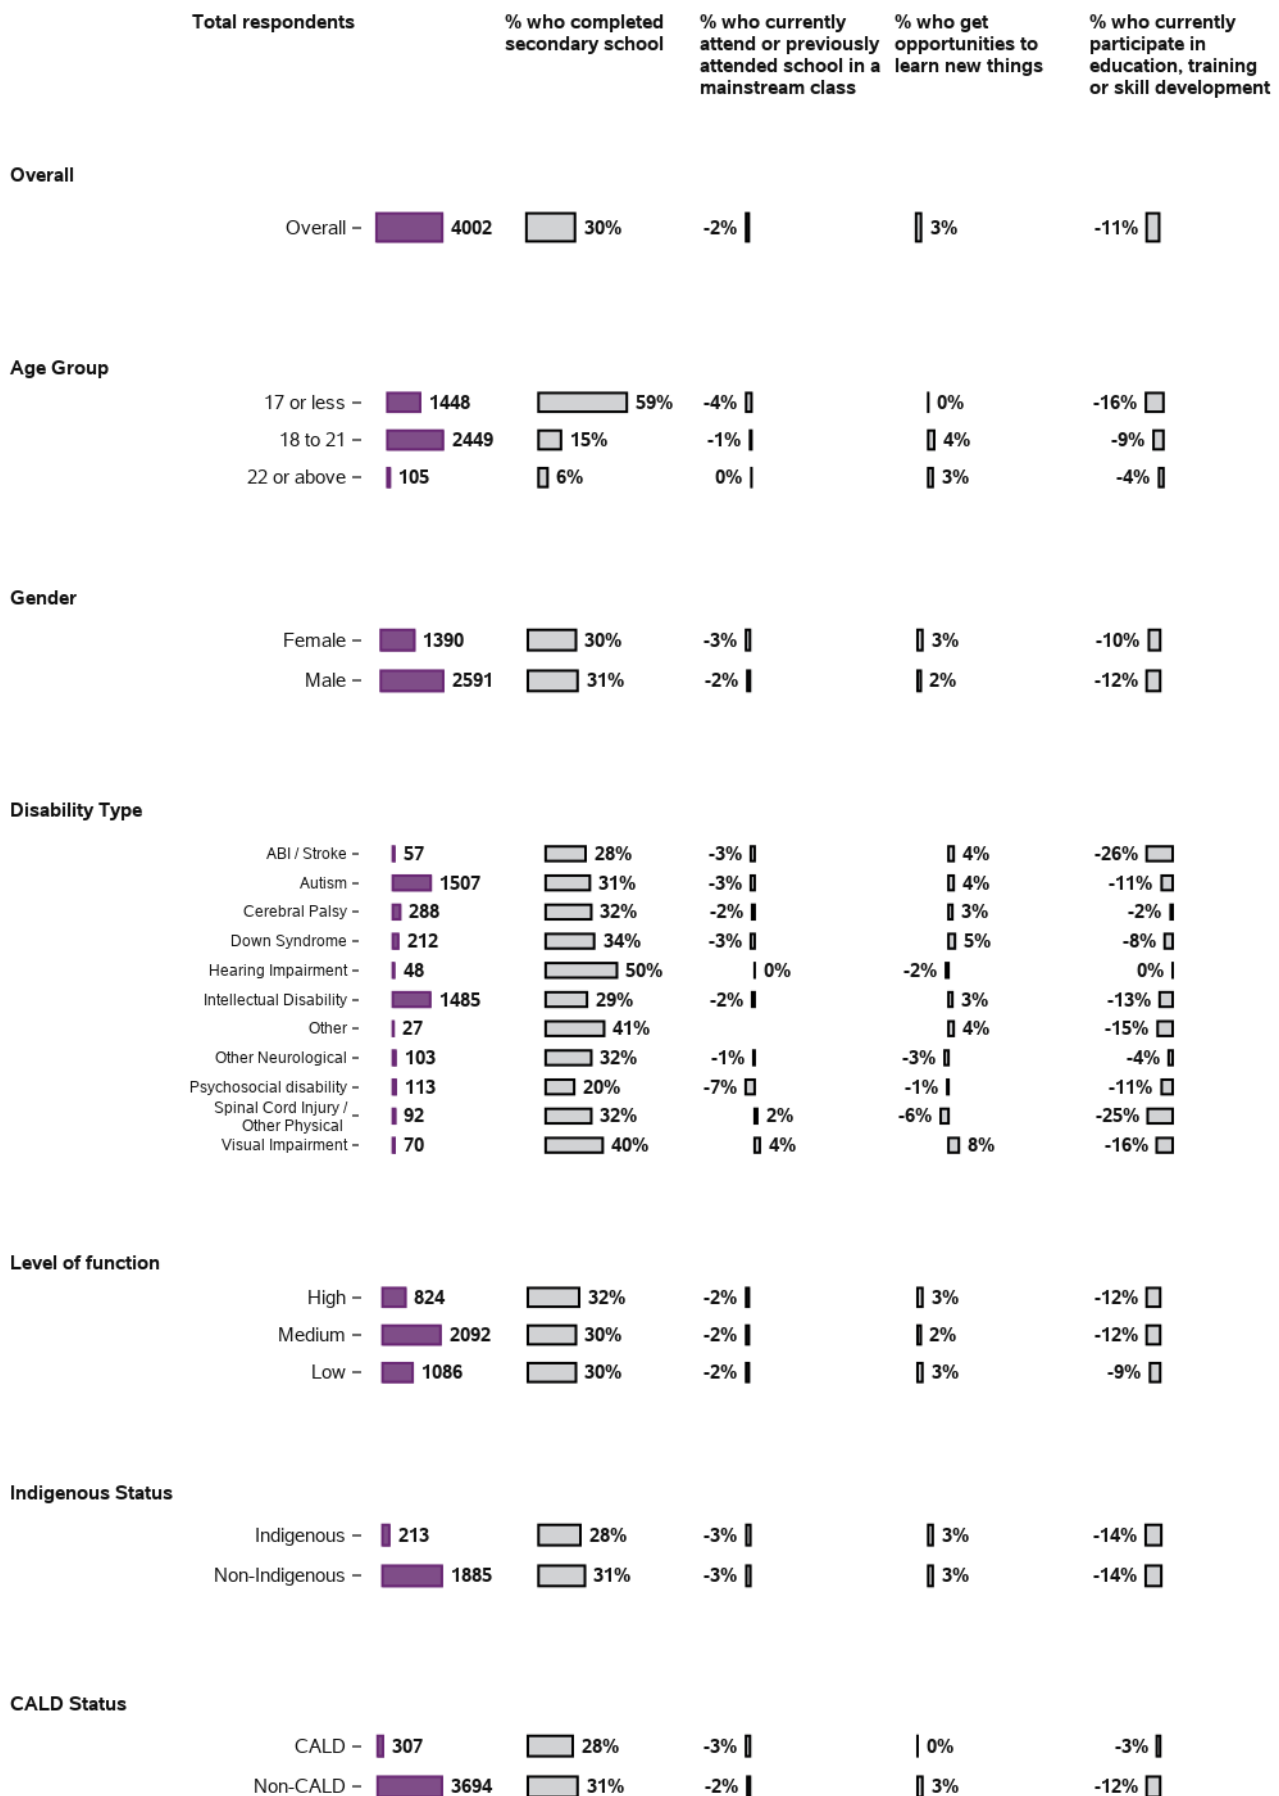 Total respondents
% who completed
secondary school
% who currently
attend or previously
attended school in a
mainstream class
% who get
opportunities to
learn new things
% who currently
participate in
education, training
or skill development
Overall
Overall 4002 30% -2% 3% -11%
Age Group
17 or less 1448 59% -4% 0% -16%
18 to 21 2449 15% -1% 4% -9%
22 or above 105 6% 0% 3% -4%
Gender
Female 1390 30% -3% 3% -10%
Male 2591 31% -2% 2% -12%
Disability Type
ABI / Stroke 57 28% -3% 4% -26%
Autism 1507 31% -3% 4% -11%
Cerebral Palsy 288 32% -2% 3% -2%
Down Syndrome 212 34% -3% 5% -8%
Hearing Impairment 48 50% 0% -2% 0%
Intellectual Disability 1485 29% -2% 3% -13%
Other 27 41% 4% -15%
Other Neurological 103 32% -1% -3% -4%
Psychosocial disability 113 20% -7% -1% -11%
Spinal Cord Injury /
Other Physical 92 32% 2% -6% -25%
Visual Impairment 70 40% 4% 8% -16%
Level of function
High 824 32% -2% 3% -12%
Medium 2092 30% -2% 2% -12%
Low 1086 30% -2% 3% -9%
Indigenous Status
Indigenous 213 28% -3% 3% -14%
Non-Indigenous 1885 31% -3% 3% -14%
CALD Status
CALD 307 28% -3% 0% -3%
Non-CALD 3694 31% -2% 3% -12%